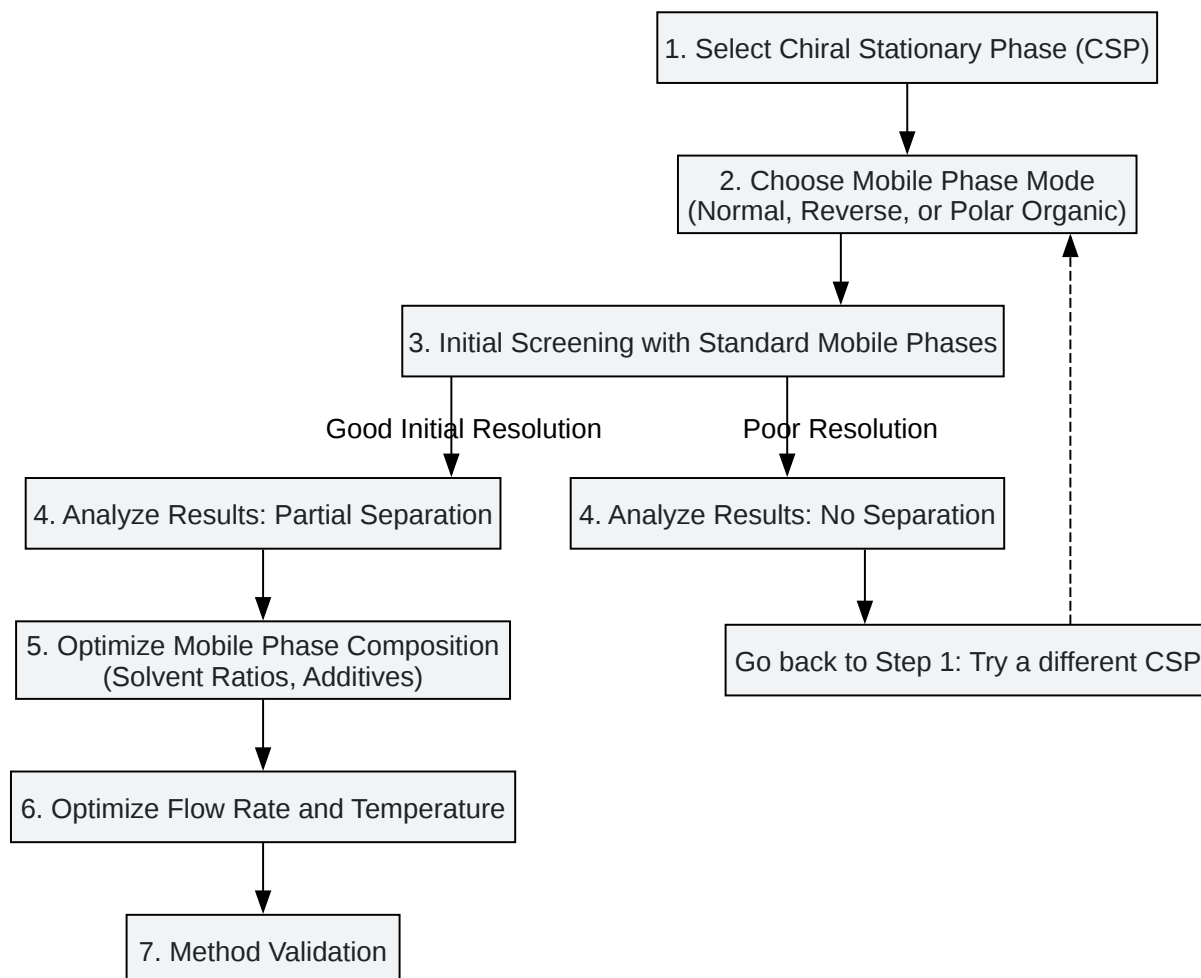 1. Select Chiral Stationary Phase (CSP)
2. Choose Mobile Phase Mode
(Normal, Reverse, or Polar Organic)
3. Initial Screening with Standard Mobile Phases
Good Initial Resolution
Poor Resolution
4. Analyze Results: Partial Separation
4. Analyze Results: No Separation
5. Optimize Mobile Phase Composition
(Solvent Ratios, Additives)
Go back to Step 1: Try a different CSP
6. Optimize Flow Rate and Temperature
7. Method Validation